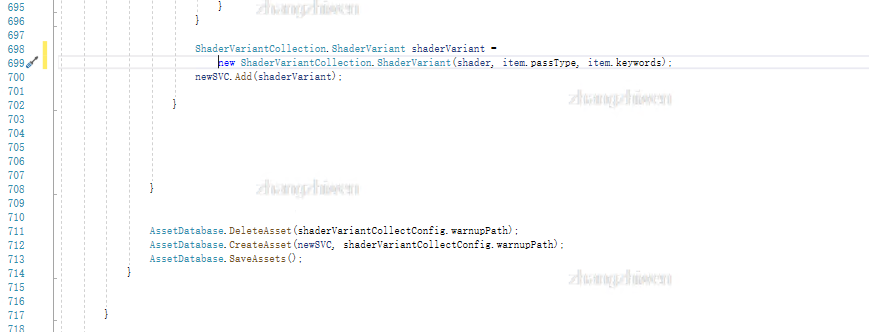 695 }
696 }
697
698 ShaderVariantCollection.ShaderVariant shaderVariant =
699 new ShaderVariantCollection.ShaderVariant(shader, item.passType, item.keywords);
700 newSVC.Add(shaderVariant);
701
702 }
703
704
705
706
707
708 }
709
710
711 AssetDatabase.DeleteAsset(shaderVariantCollectConfig.warnupPath);
712 AssetDatabase.CreateAsset(newSVC, shaderVariantCollectConfig.warnupPath);
713 AssetDatabase.SaveAssets();
714 }
715
716
717 }
718
zhangzhiwen
zhangzhiwen
zhangzhiwen
zhangzhiwen